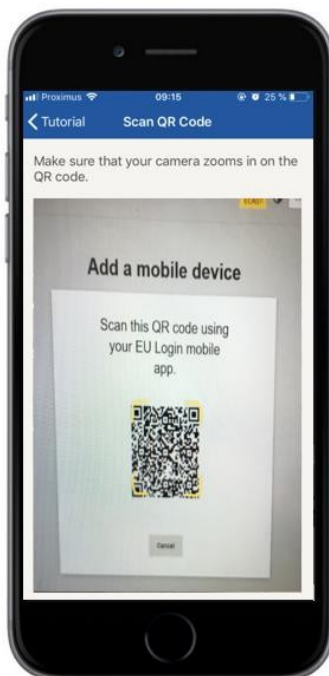 Proximus 09:15 25 %
Tutorial Scan QR Code
Make sure that your camera zooms in on the
QR code.
Add a mobile device
Scan this QR code using
your EU Login mobile
app.
Cancel